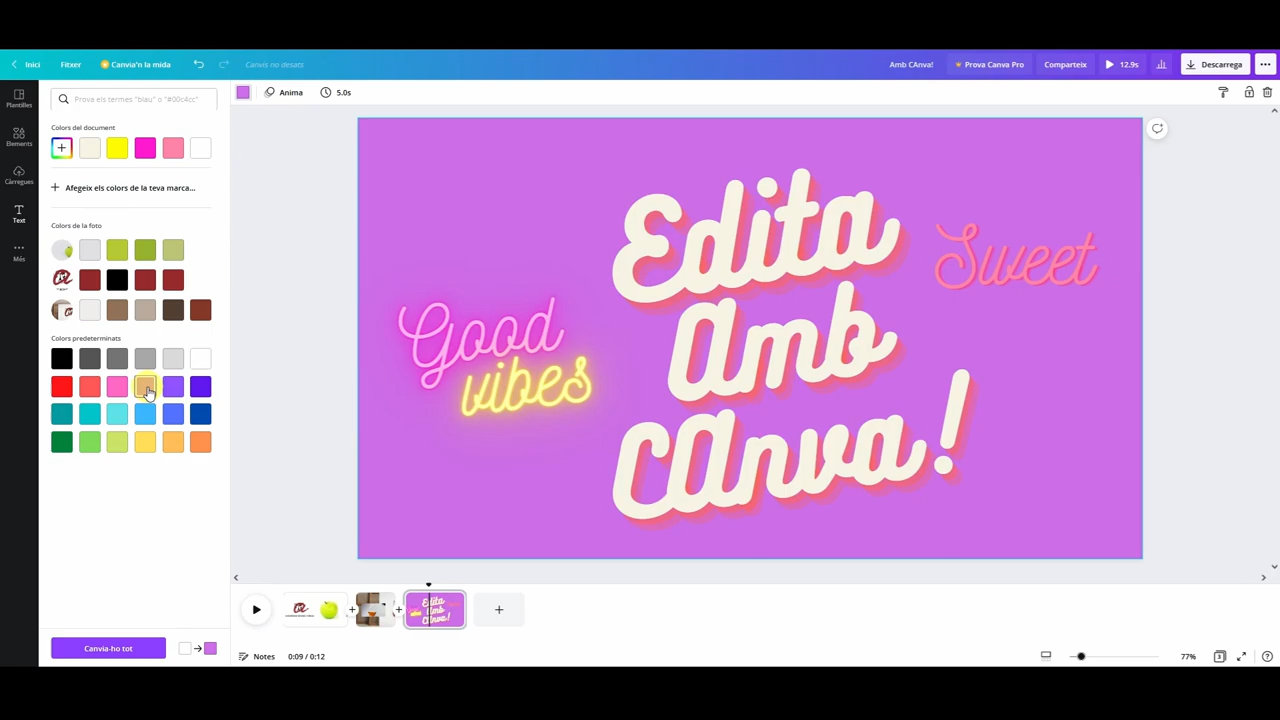 Inici
Fitxer
Canvia'n la mida
Canvis no desats
Amb CAnva!
Prova Canva Pro
Comparteix
12.9s
Descarrega
Plantilles
Elements
Càrregues
Text
Més
Prova els termes "blau" o "#00c4cc"
Anima
5.0s
Colors del document
Afegeix els colors de la teva marca...
Colors de la foto
Colors predeterminats
Good
vibes
Edita
Amb
CAnva!
Sweet
Canvia-ho tot
Notes
0:09 / 0:12
77%
3